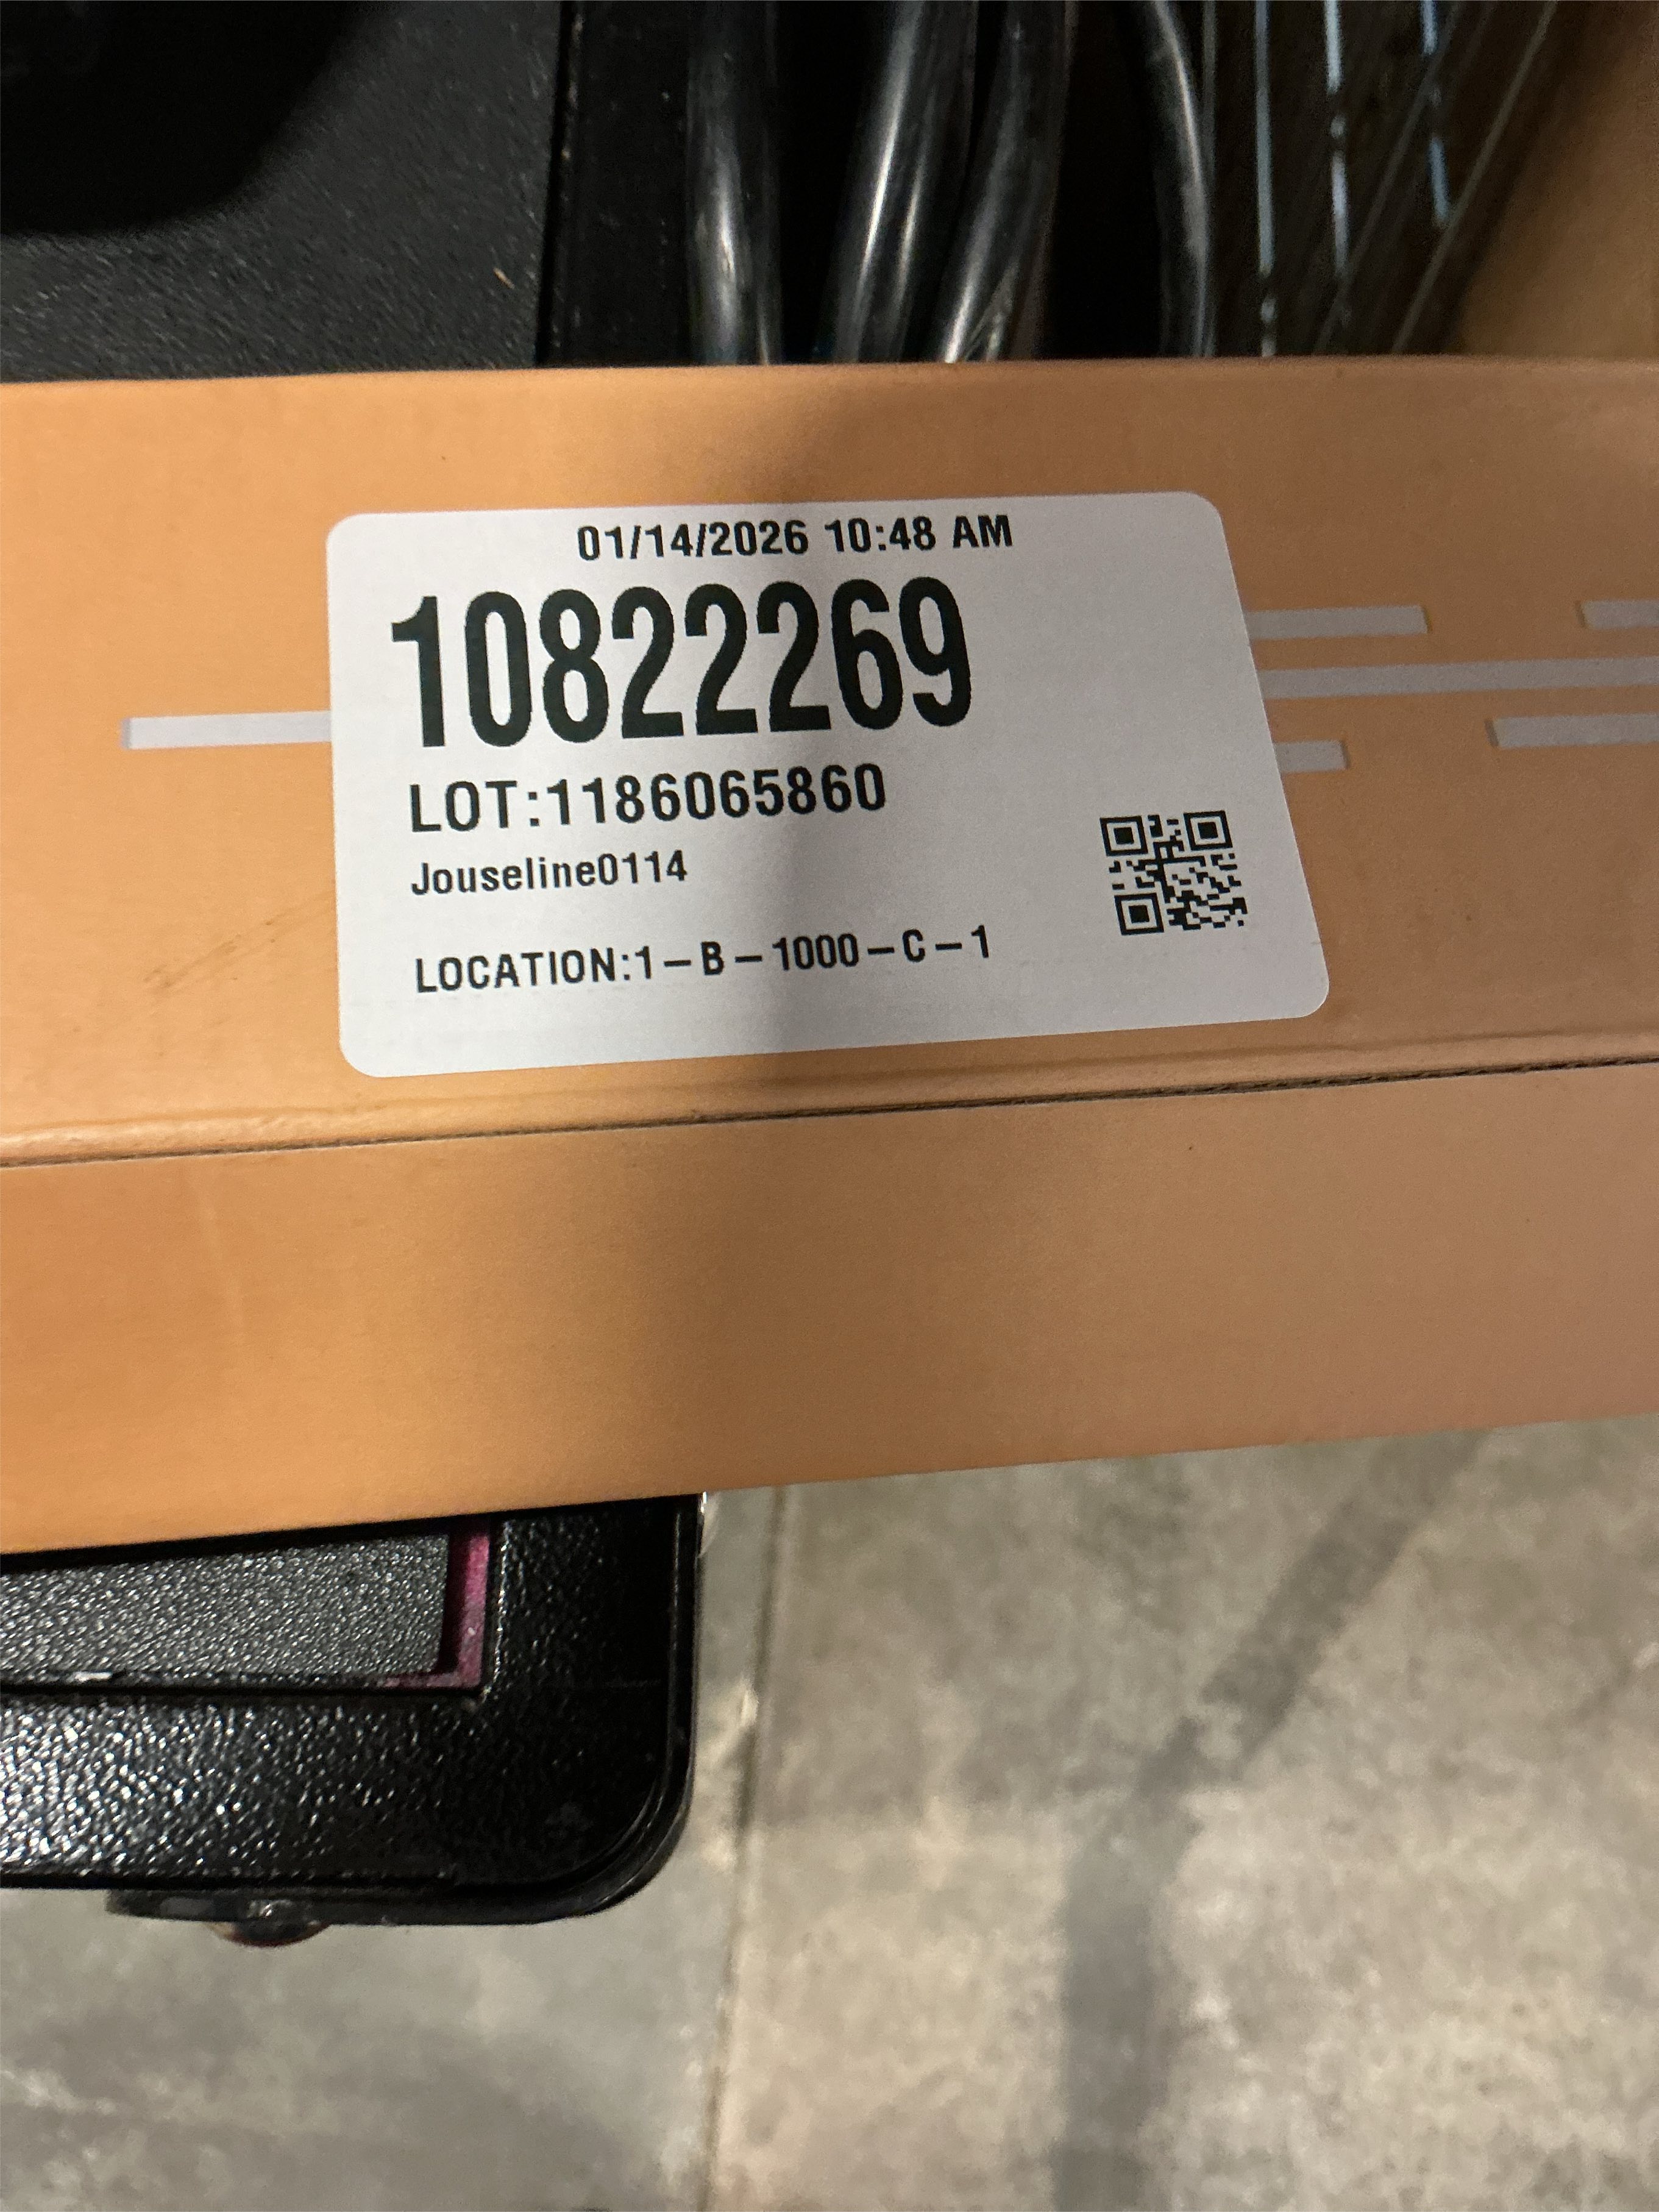 01/14/2026 10:48 AM
10822269
LOT:1186065860
Jouseline0114
LOCATION:1-B-1000-C-1